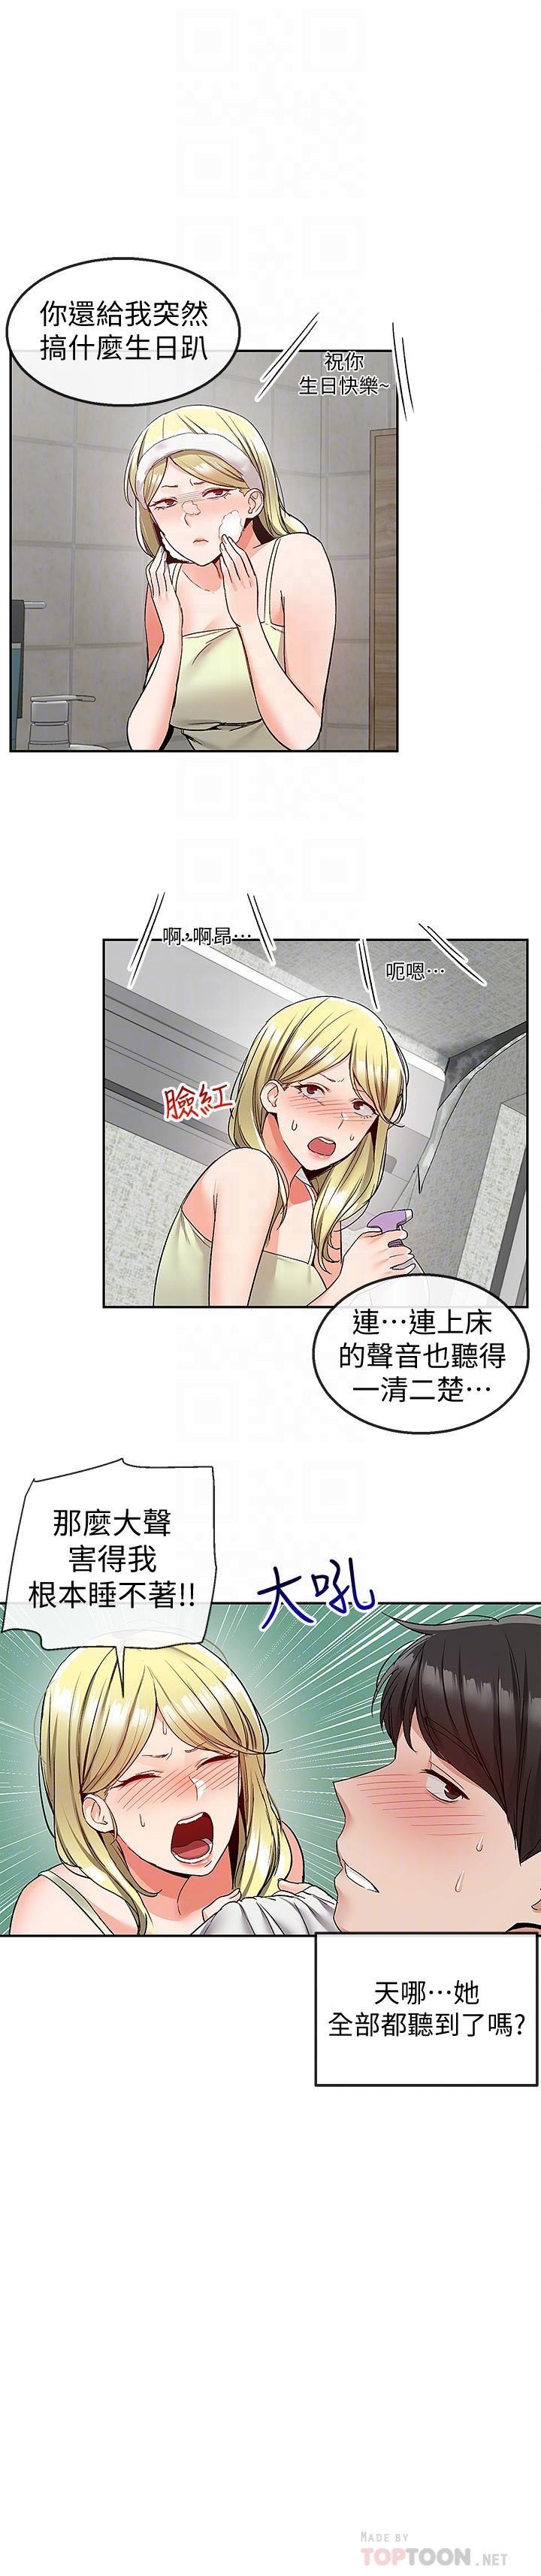 你還給我突然
搞什麼生日趴
祝你
生日快樂~
啊,啊昂…
呃嗯…
臉紅
連…連上床
的聲音也聽得
一清二楚…
那麼大聲
害得我
根本睡不著!!
大吼
天哪…她
全部都聽到了嗎?
MADE BY
TOPTOON.NET